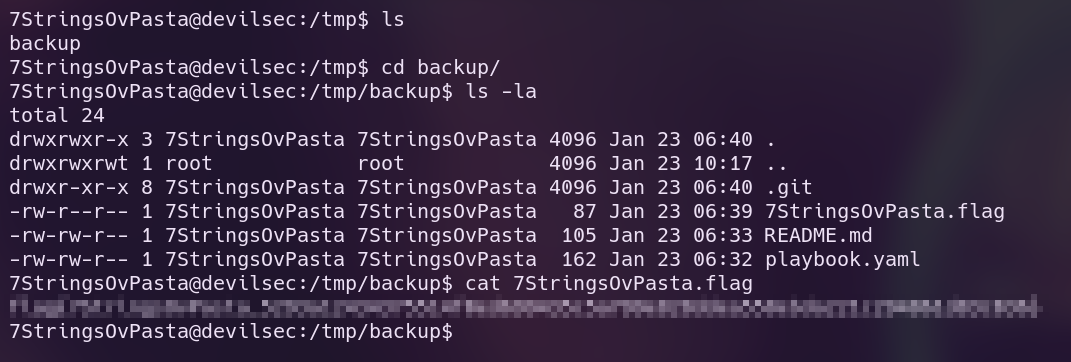 7StringsOvPasta@devilsec:/tmp$ ls
backup
7StringsOvPasta@devilsec:/tmp$ cd backup/
7StringsOvPasta@devilsec:/tmp/backup$ ls -la
total 24
drwxrwxr-x 3 7StringsOvPasta 7StringsOvPasta 4096 Jan 23 06:40 .
drwxrwxrwt 1 root            root            4096 Jan 23 10:17 ..
drwxr-xr-x 8 7StringsOvPasta 7StringsOvPasta 4096 Jan 23 06:40 .git
-rw-r--r-- 1 7StringsOvPasta 7StringsOvPasta   87 Jan 23 06:39 7StringsOvPasta.flag
-rw-rw-r-- 1 7StringsOvPasta 7StringsOvPasta  105 Jan 23 06:33 README.md
-rw-rw-r-- 1 7StringsOvPasta 7StringsOvPasta  162 Jan 23 06:32 playbook.yaml
7StringsOvPasta@devilsec:/tmp/backup$ cat 7StringsOvPasta.flag
7StringsOvPasta@devilsec:/tmp/backup$